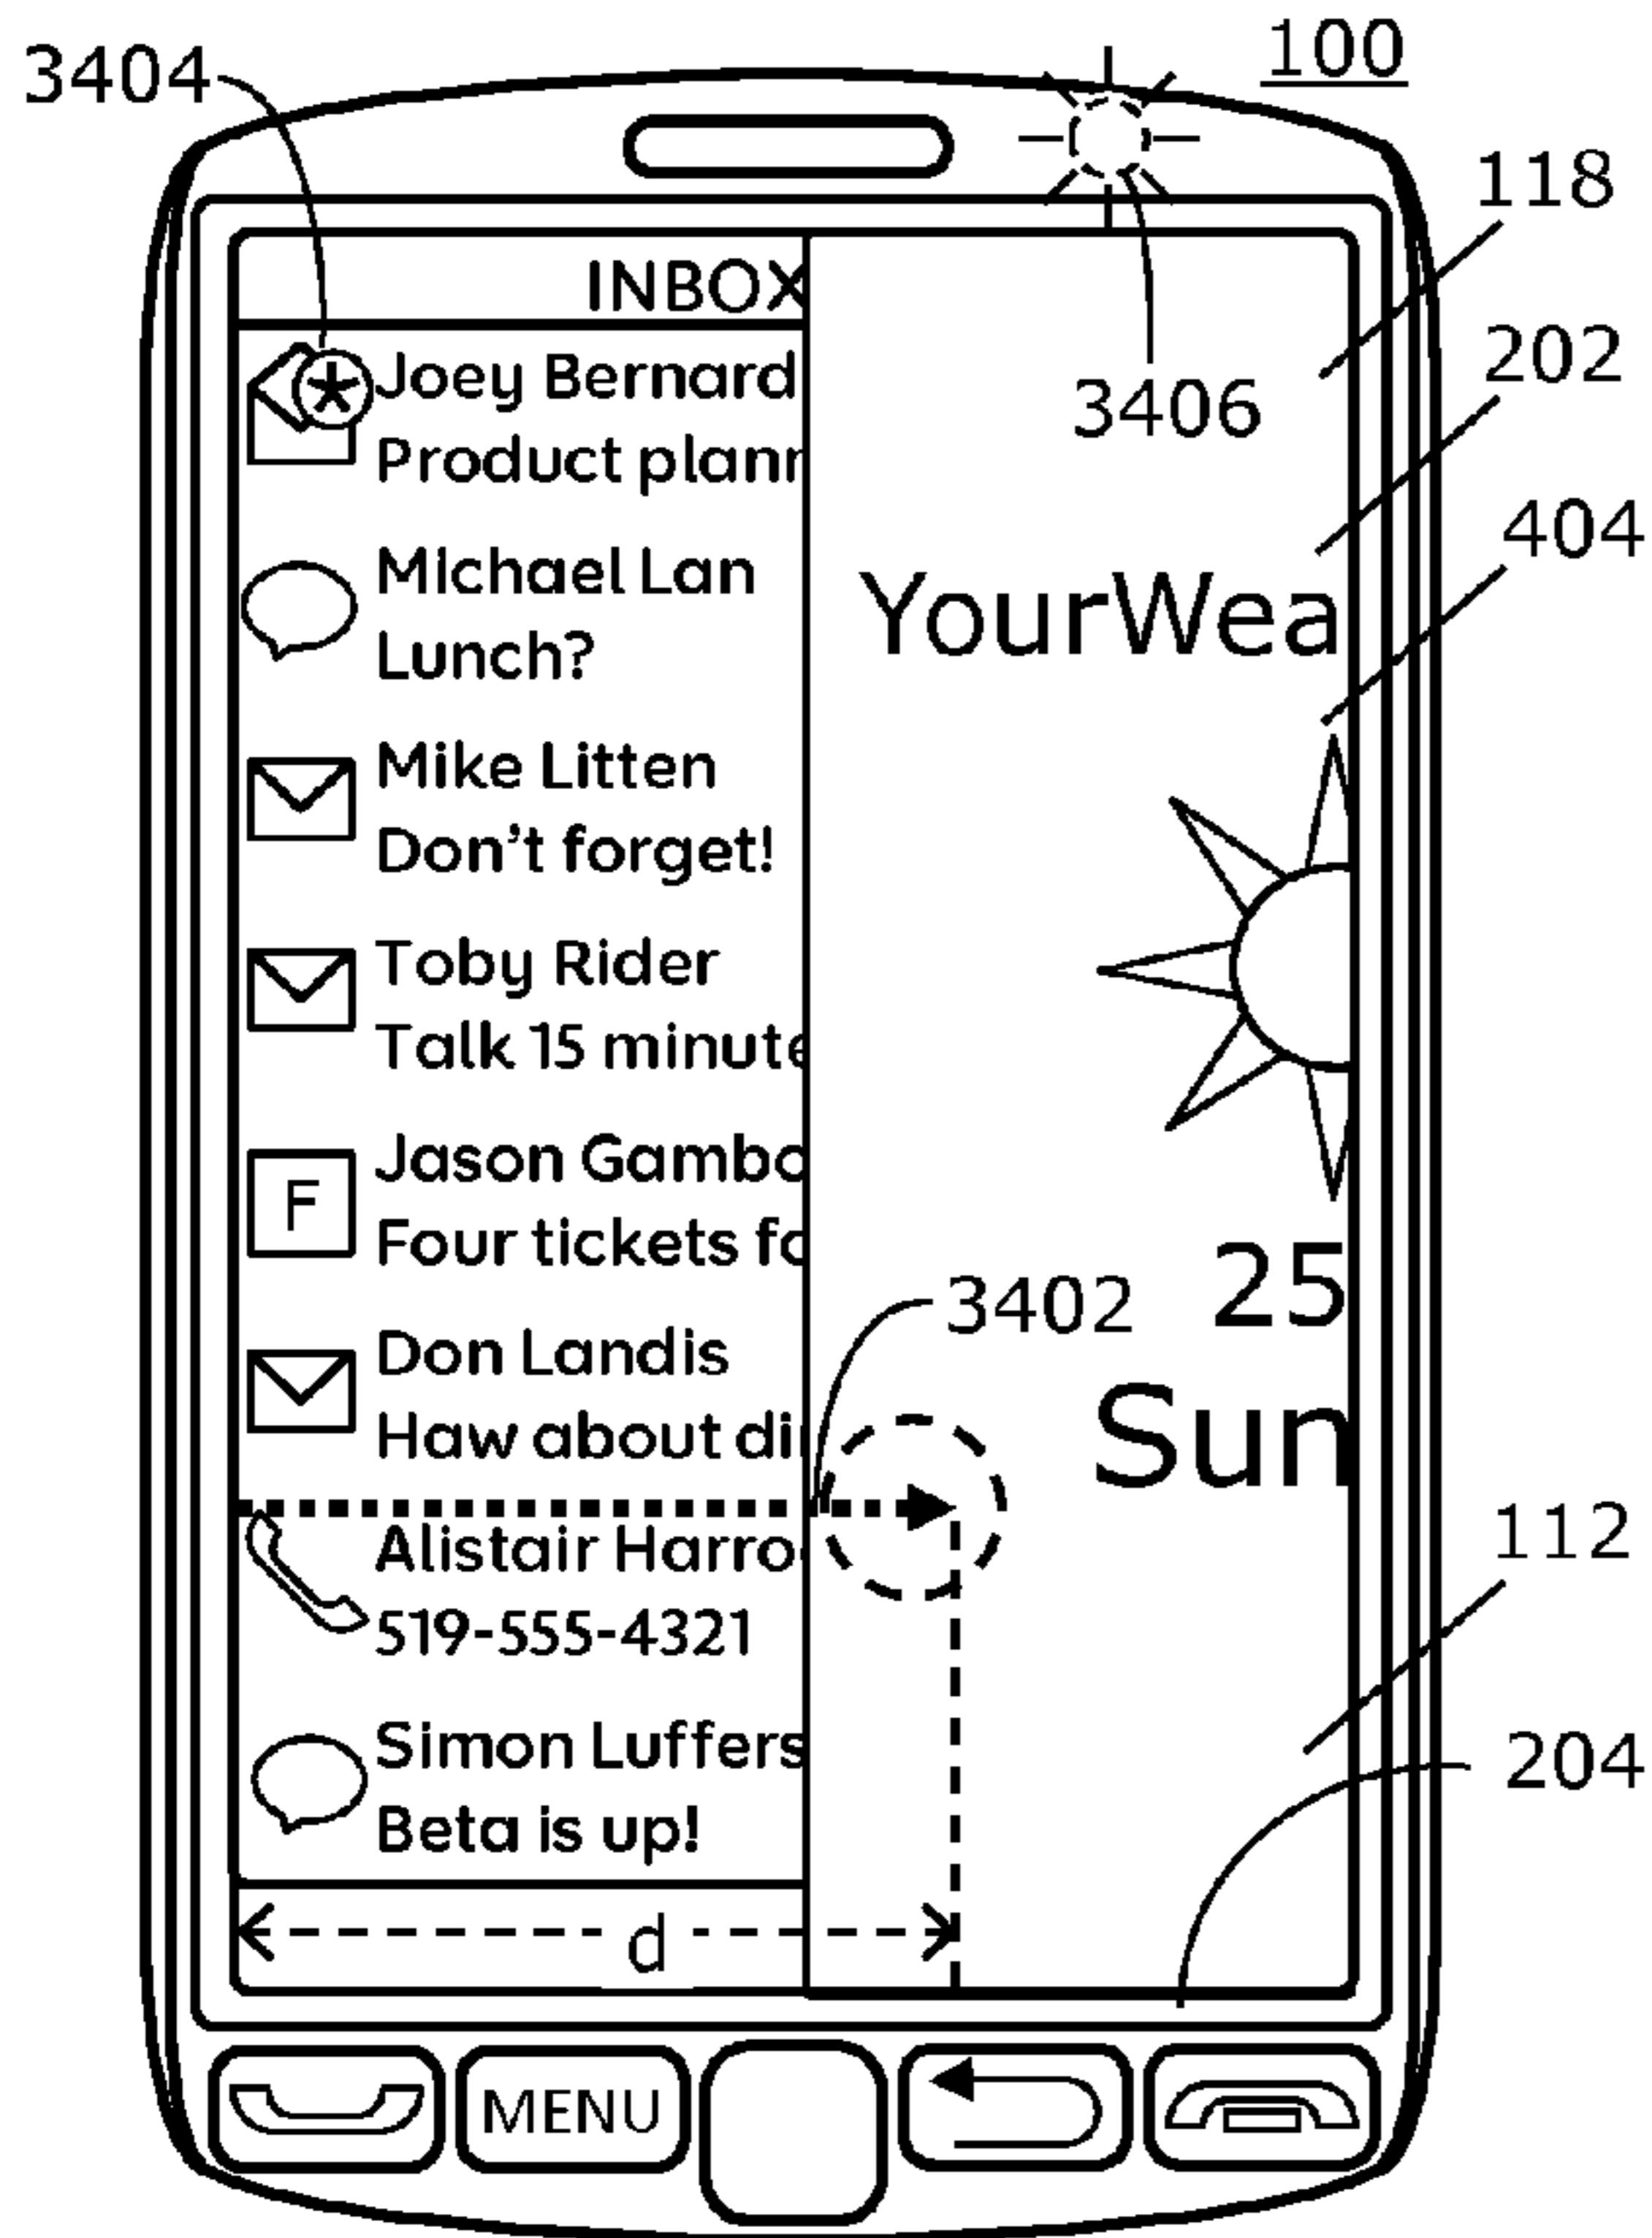 100
3404
118
INBOX
202
3406
Joey Bernard
Product plann
404
MIchael Lan
Lunch?
YourWea
Mike Litten
Don't forget!
Toby Rider
Talk 15 minute
Jason Gambo
F
Four tickets fo
25
3402
Don Landis
Haw about di
Sun
112
Alistair Harro
519-555-4321
Simon Luffers
Beta is up!
204
d
MENU